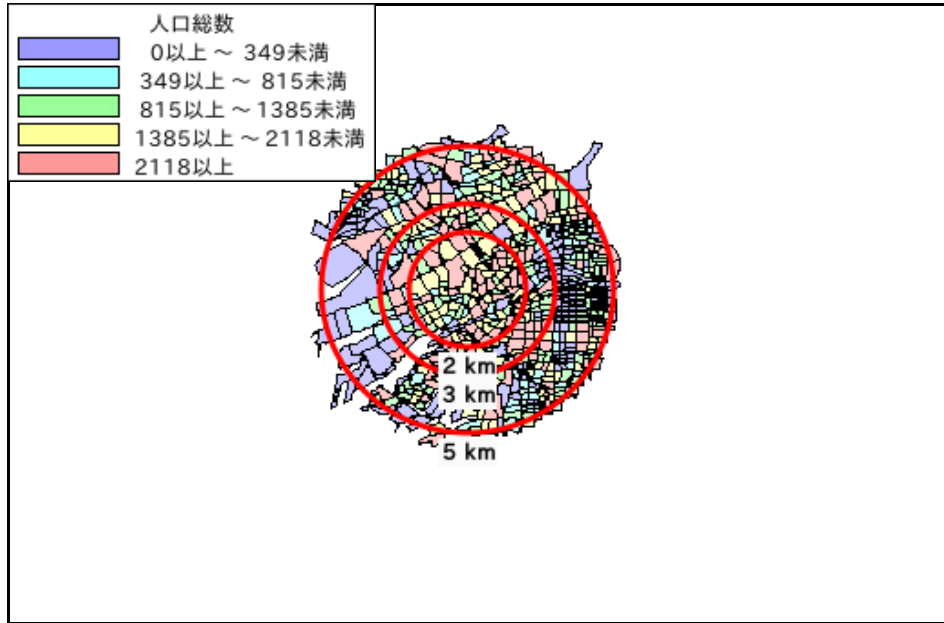 人口総数
0以上 ～ 349未満
349以上 ～ 815未満
815以上 ～ 1385未満
1385以上 ～ 2118未満
2118以上
2 km
3 km
5 km